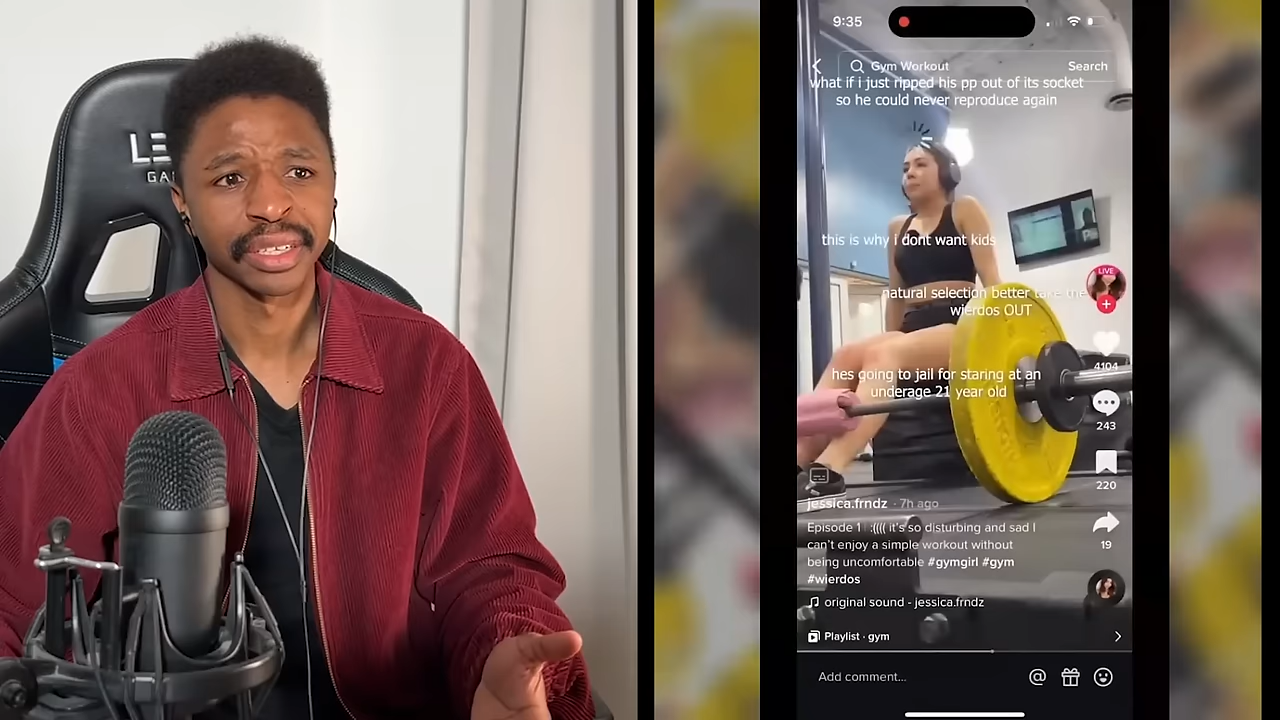 LE
GA
9:35
Gym Workout
Search
what if i just ripped his pp out of its socket
so he could never reproduce again
this is why i dont want kids
natural selection better take the
wierdos OUT
hes going to jail for staring at an
underage 21 year old
LIVE
4104
243
220
19
jessica.frndz · 7h ago
Episode 1 :(((( it's so disturbing and sad I
can't enjoy a simple workout without
being uncomfortable #gymgirl #gym
#wierdos
original sound - jessica.frndz
Playlist · gym
Add comment...